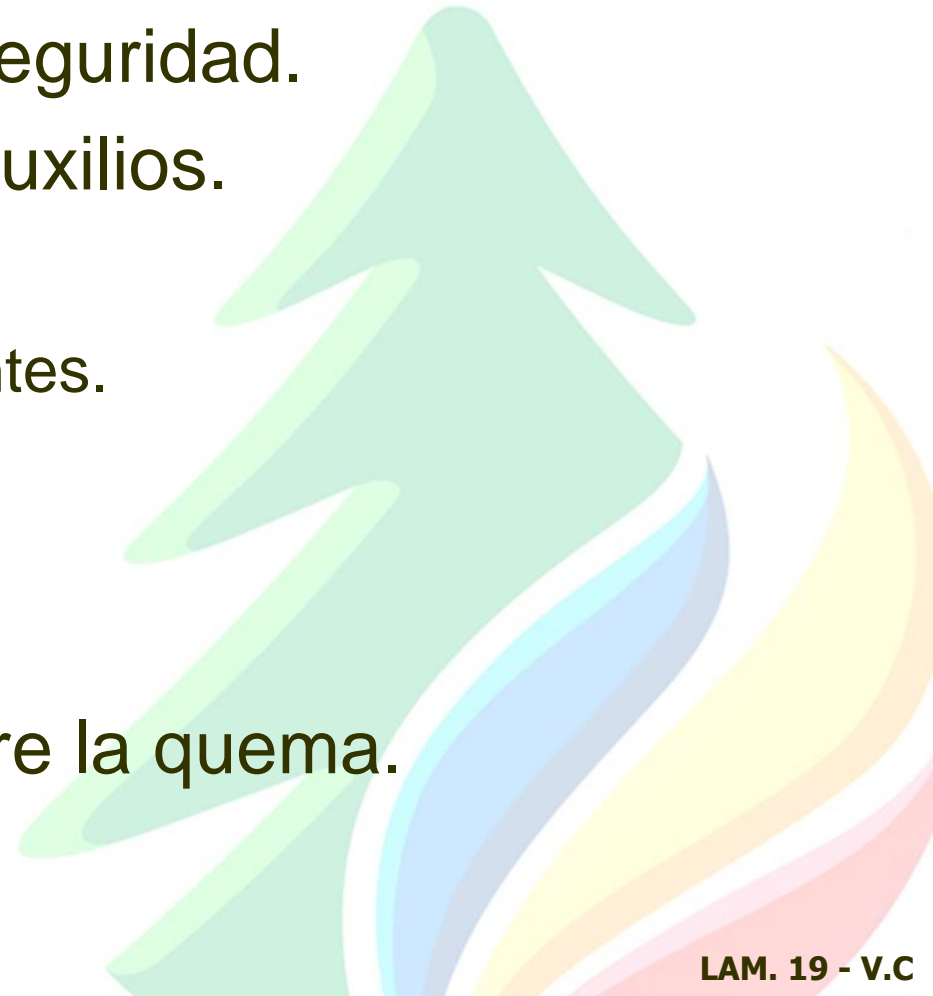 eguridad.
uxilios.
ntes.
re la quema.
LAM. 19 - V.C